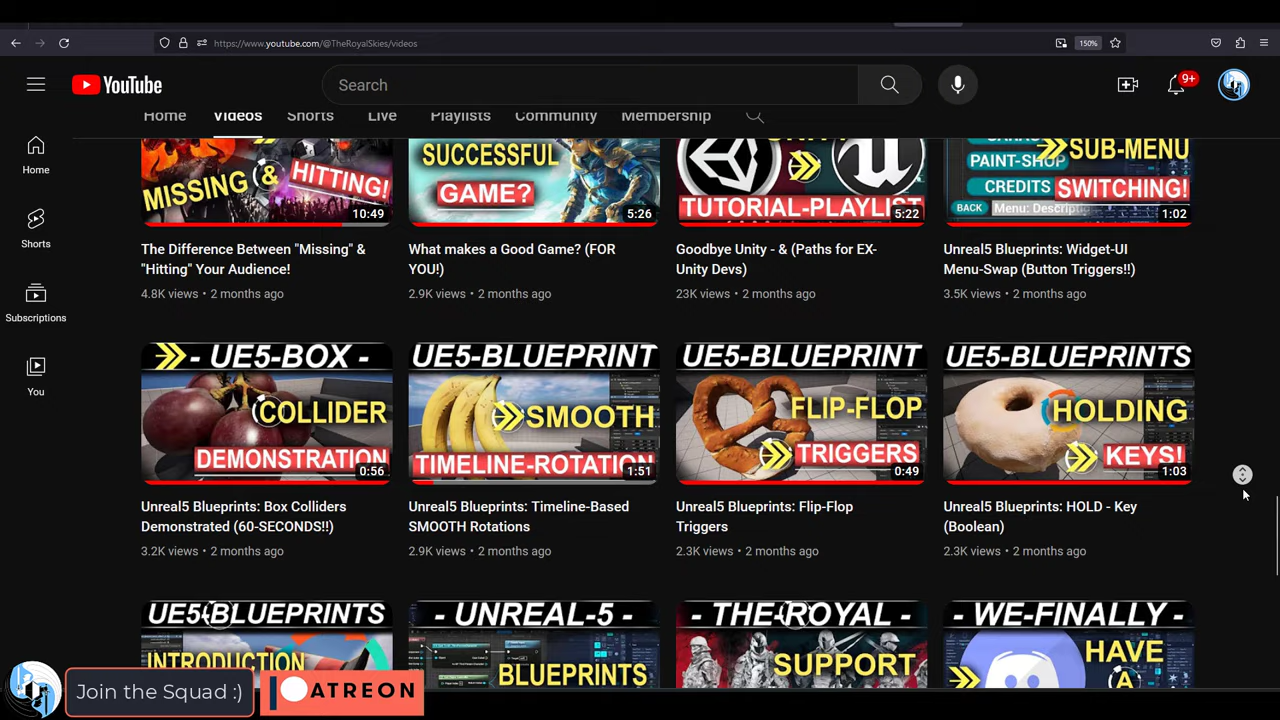 https://www.youtube.com/@TheRoyalSkies/videos
150%
YouTube
Search
9+
Home
Videos
Shorts
Live
Playlists
Community
Membership
Home
Shorts
Subscriptions
You
MISSING &
HITTING!
10:49
SUCCESSFUL
GAME?
5:26
TUTORIAL-PLAYLIST
5:22
SUB-MENU
PAINT-SHOP
CREDITS
SWITCHING!
BACK
Menu: Descripti
1:02
The Difference Between "Missing" &
"Hitting" Your Audience!
4.8K views • 2 months ago
What makes a Good Game? (FOR
YOU!)
2.9K views • 2 months ago
Goodbye Unity - & (Paths for EX-
Unity Devs)
23K views • 2 months ago
Unreal5 Blueprints: Widget-UI
Menu-Swap (Button Triggers!!)
3.5K views • 2 months ago
- UE5-BOX -
COLLIDER
DEMONSTRATION
0:56
UE5-BLUEPRINT
SMOOTH
TIMELINE-ROTATION
1:51
UE5-BLUEPRINT
FLIP-FLOP
TRIGGERS
0:49
UE5-BLUEPRINTS
HOLDING
KEYS!
1:03
Unreal5 Blueprints: Box Colliders
Demonstrated (60-SECONDS!!)
3.2K views • 2 months ago
Unreal5 Blueprints: Timeline-Based
SMOOTH Rotations
2.9K views • 2 months ago
Unreal5 Blueprints: Flip-Flop
Triggers
2.3K views • 2 months ago
Unreal5 Blueprints: HOLD - Key
(Boolean)
2.3K views • 2 months ago
UE5-BLUEPRINTS
INTRODUCTION
- UNREAL-5 -
BLUEPRINTS
- THE-ROYAL -
SUPPORT
- WE-FINALLY -
HAVE
A
Join the Squad :)
PATREON